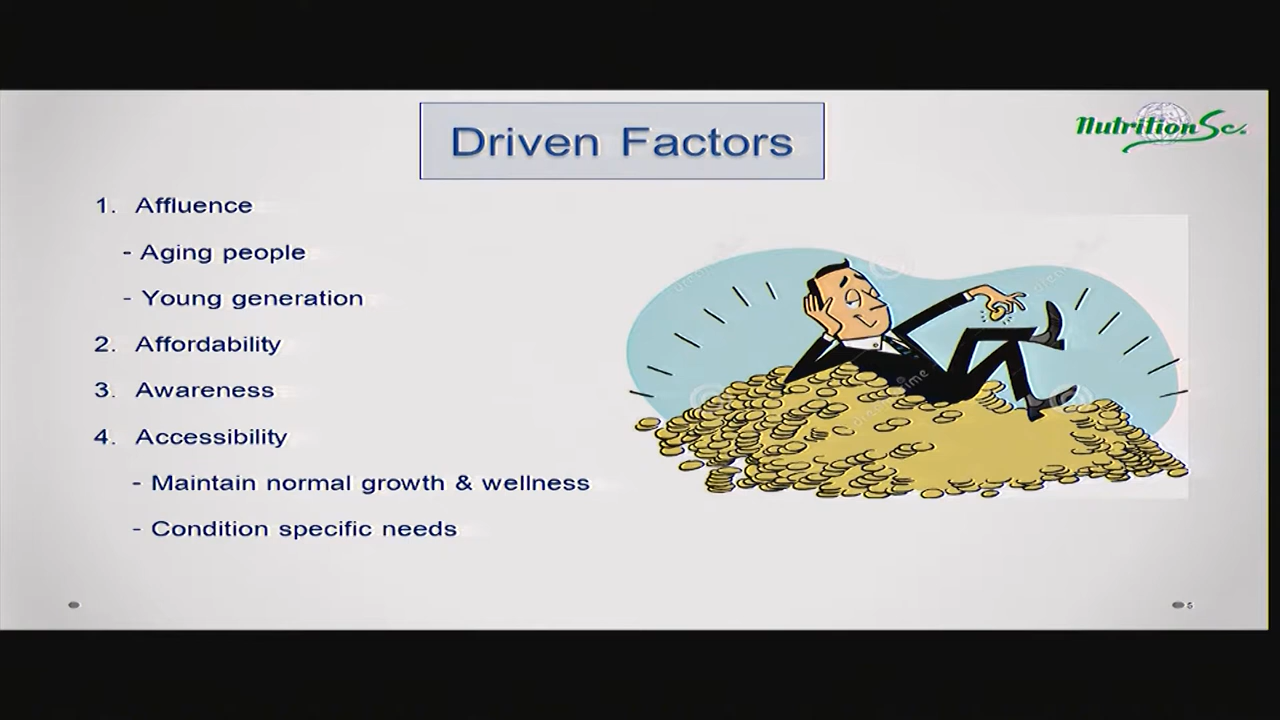 Driven Factors
NutritionSc.
1. Affluence
- Aging people
- Young generation
2. Affordability
3. Awareness
4. Accessibility
- Maintain normal growth & wellness
- Condition specific needs
5